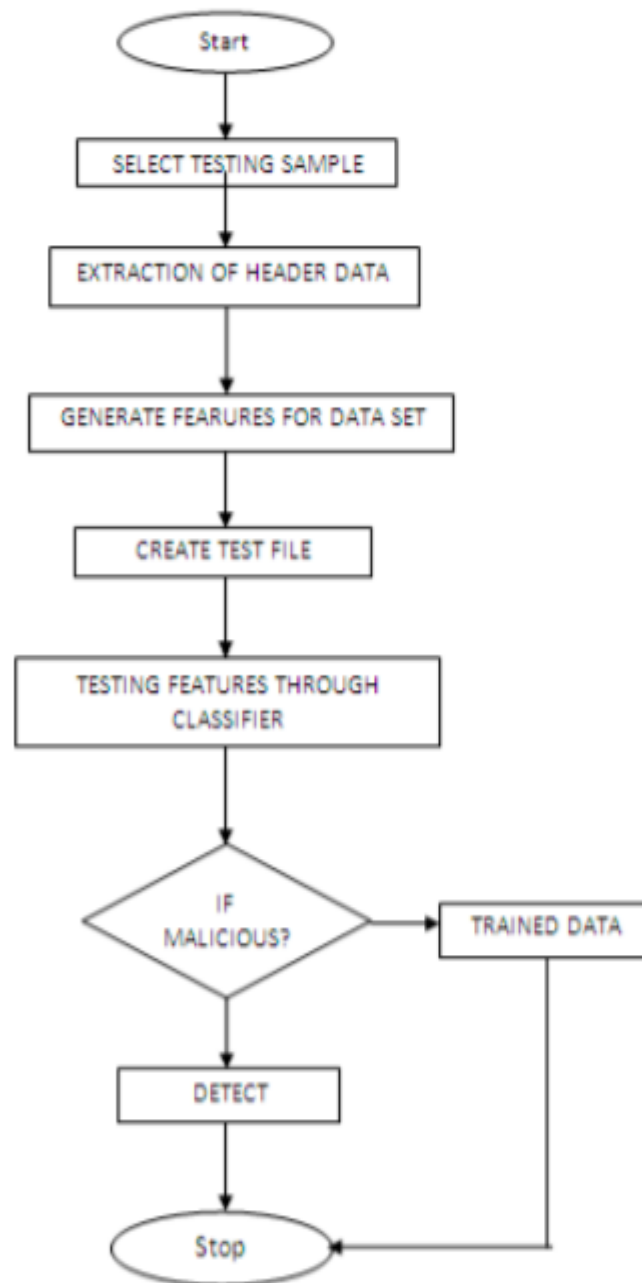 Start
SELECT TESTING SAMPLE
EXTRACTION OF HEADER DATA
GENERATE FEARURES FOR DATA SET
CREATE TEST FILE
TESTING FEATURES THROUGH
CLASSIFIER
IF
MALICIOUS?
TRAINED DATA
DETECT
Stop